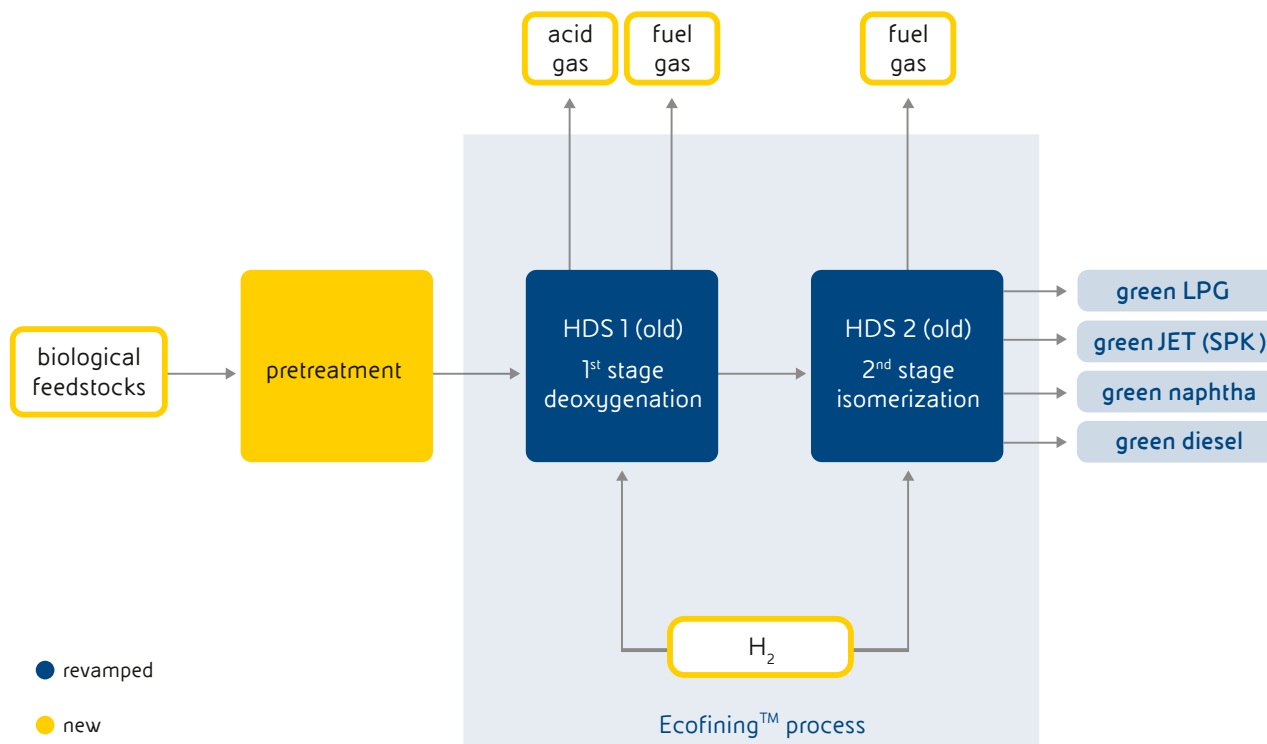 acid
gas
fuel
gas
fuel
gas
biological
feedstocks
pretreatment
HDS 1 (old)
1st stage
deoxygenation
HDS 2 (old)
2nd stage
isomerization
green LPG
green JET (SPK)
green naphtha
green diesel
H2
revamped
new
Ecofining™ process